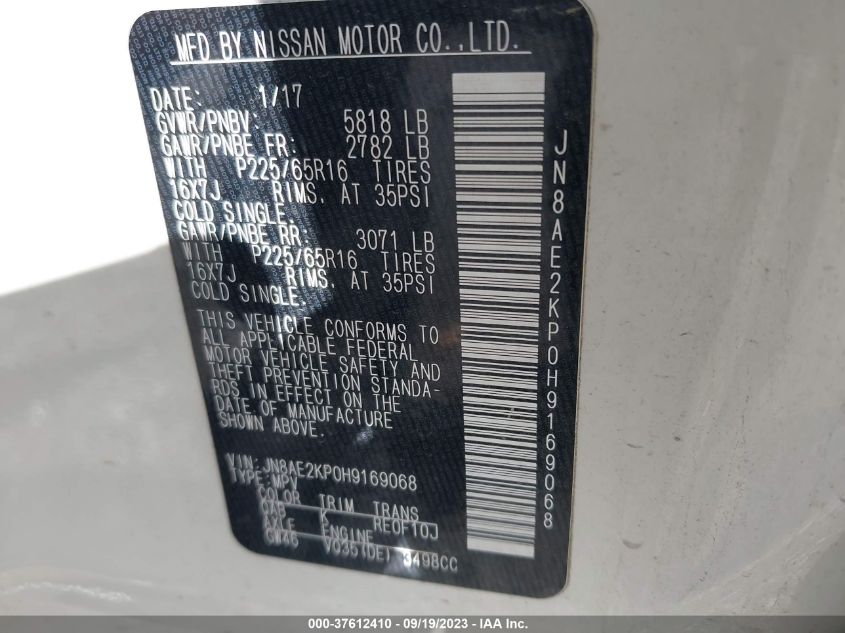 MFD BY NISSAN MOTOR CO.,LTD.
DATE: 1/17
GVWR/PNBV: 5818 LB
GAWR/PNBE FR: 2782 LB
WITH P225/65R16 TIRES
16X7J RIMS. AT 35PSI
COLD SINGLE.
GAWR/PNBE RR: 3071 LB
WITH P225/65R16 TIRES
16X7J RIMS. AT 35PSI
COLD SINGLE.
THIS VEHICLE CONFORMS TO
ALL APPLICABLE FEDERAL
MOTOR VEHICLE SAFETY AND
THEFT PREVENTION STANDA-
RDS IN EFFECT ON THE
DATE OF MANUFACTURE
SHOWN ABOVE.
VIN: JN8AE2KP0H9169068
TYPE: MPV
COLOR TRIM TRANS
QAB K RE0F10J
AXLE ENGINE
GW46 VQ35(DE) 3498CC
JN8AE2KP0H9169068
000-37612410 - 09/19/2023 - IAA Inc.